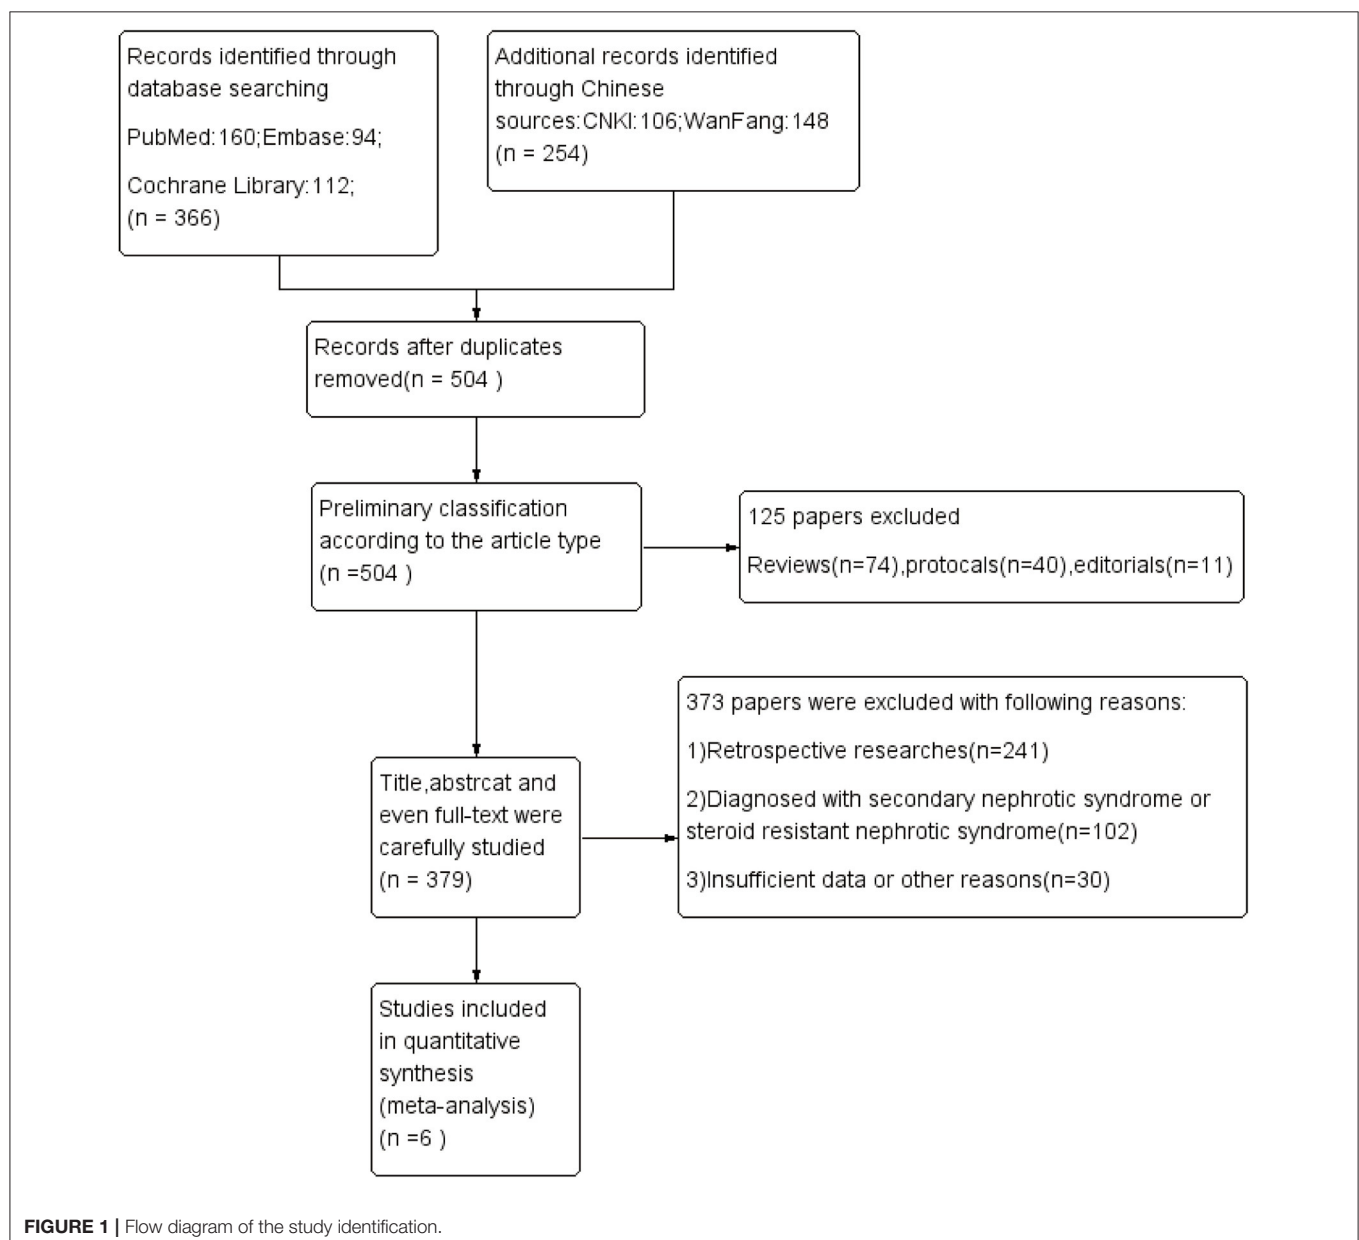 Records identified through
database searching
PubMed:160;Embase:94;
Cochrane Library:112;
(n = 366)
Additional records identified
through Chinese
sources:CNKI:106;WanFang:148
(n = 254)
Records after duplicates
removed(n = 504 )
Preliminary classification
according to the article type
(n =504 )
125 papers excluded
Reviews(n=74),protocals(n=40),editorials(n=11)
373 papers were excluded with following reasons:
1)Retrospective researches(n=241)
2)Diagnosed with secondary nephrotic syndrome or
steroid resistant nephrotic syndrome(n=102)
3)Insufficient data or other reasons(n=30)
Title,abstrcat and
even full-text were
carefully studied
(n = 379)
Studies included
in quantitative
synthesis
(meta-analysis)
(n =6 )
FIGURE 1 | Flow diagram of the study identification.